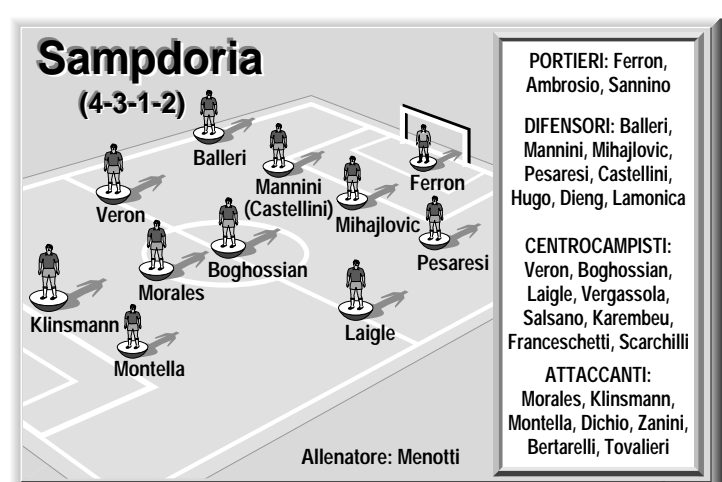 Sampdoria
(4-3-1-2)
Balleri
Mannini
(Castellini)
Ferron
Veron
Mihajlovic
Boghossian
Pesaresi
Morales
Klinsmann
Laigle
Montella
Allenatore: Menotti
PORTIERI: Ferron,
Ambrosio, Sannino
DIFENSORI: Balleri,
Mannini, Mihajlovic,
Pesaresi, Castellini,
Hugo, Dieng, Lamonica
CENTROCAMPISTI:
Veron, Boghossian,
Laigle, Vergassola,
Salsano, Karembeu,
Franceschetti, Scarchilli
ATTACCANTI:
Morales, Klinsmann,
Montella, Dichio, Zanini,
Bertarelli, Tovalieri